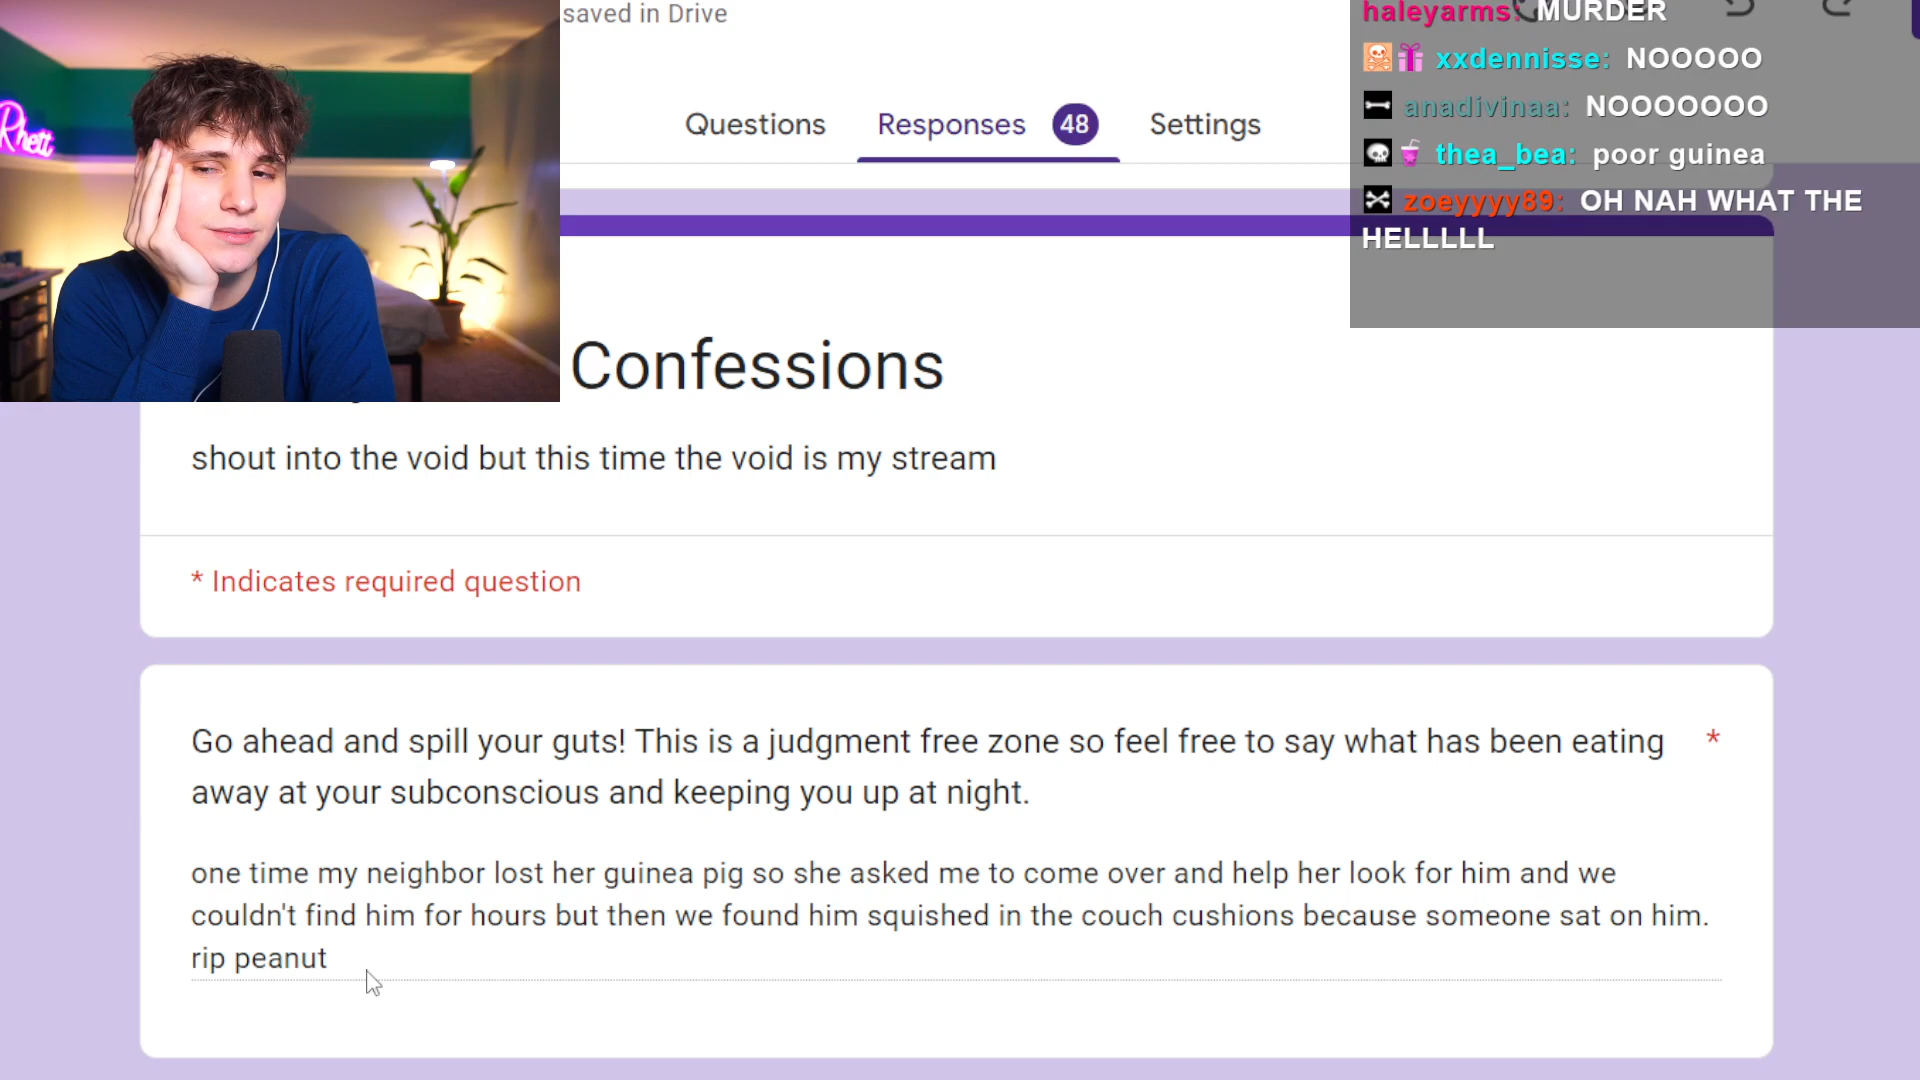 saved in Drive
Questions
Responses
48
Settings
Rhett
haleyarms: MURDER
xxdennisse: NOOOOO
anadivinaa: NOOOOOOO
thea_bea: poor guinea
zoeyyyy89: OH NAH WHAT THE
HELLLLL
Confessions
shout into the void but this time the void is my stream
* Indicates required question
Go ahead and spill your guts! This is a judgment free zone so feel free to say what has been eating *
away at your subconscious and keeping you up at night.
one time my neighbor lost her guinea pig so she asked me to come over and help her look for him and we
couldn't find him for hours but then we found him squished in the couch cushions because someone sat on him.
rip peanut